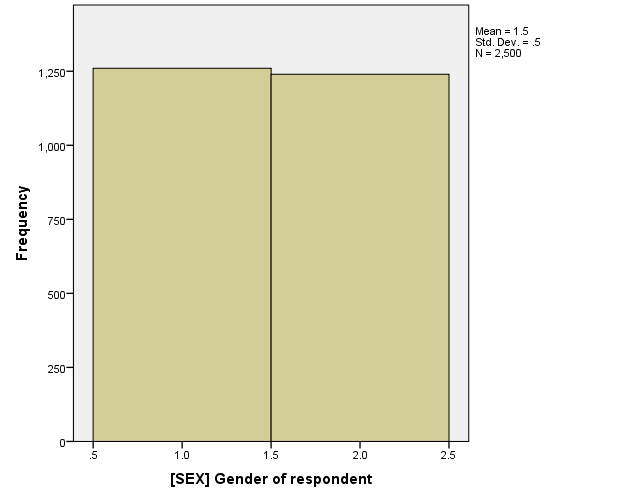 Mean = 1.5
Std. Dev. = .5
N = 2,500
1,250
1,000
750
500
250
0
Frequency
.5 1.0 1.5 2.0 2.5
[SEX] Gender of respondent